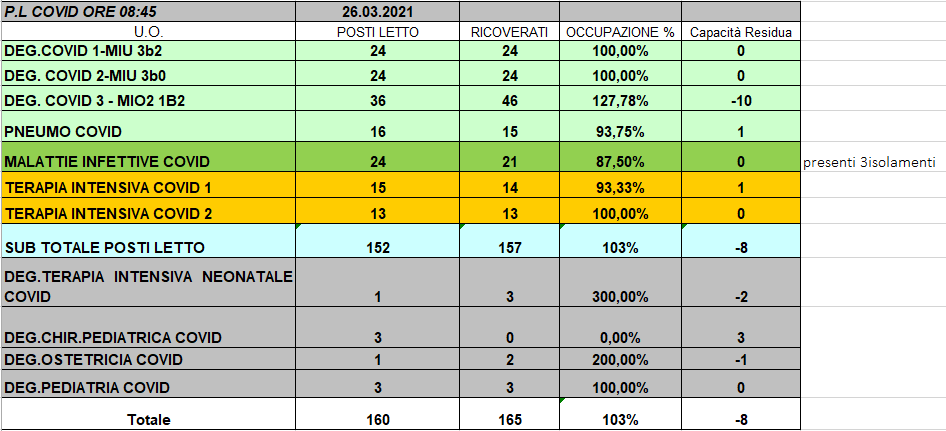 P.L COVID ORE 08:45 26.03.2021
U.O. POSTI LETTO RICOVERATI OCCUPAZIONE % Capacità Residua
DEG.COVID 1-MIU 3b2 24 24 100,00% 0
DEG. COVID 2-MIU 3b0 24 24 100,00% 0
DEG. COVID 3 - MIO2 1B2 36 46 127,78% -10
PNEUMO COVID 16 15 93,75% 1
MALATTIE INFETTIVE COVID 24 21 87,50% 0 presenti 3isolamenti
TERAPIA INTENSIVA COVID 1 15 14 93,33% 1
TERAPIA INTENSIVA COVID 2 13 13 100,00% 0
SUB TOTALE POSTI LETTO 152 157 103% -8
DEG.TERAPIA INTENSIVA NEONATALE
COVID 1 3 300,00% -2
DEG.CHIR.PEDIATRICA COVID 3 0 0,00% 3
DEG.OSTETRICIA COVID 1 2 200,00% -1
DEG.PEDIATRIA COVID 3 3 100,00% 0
Totale 160 165 103% -8